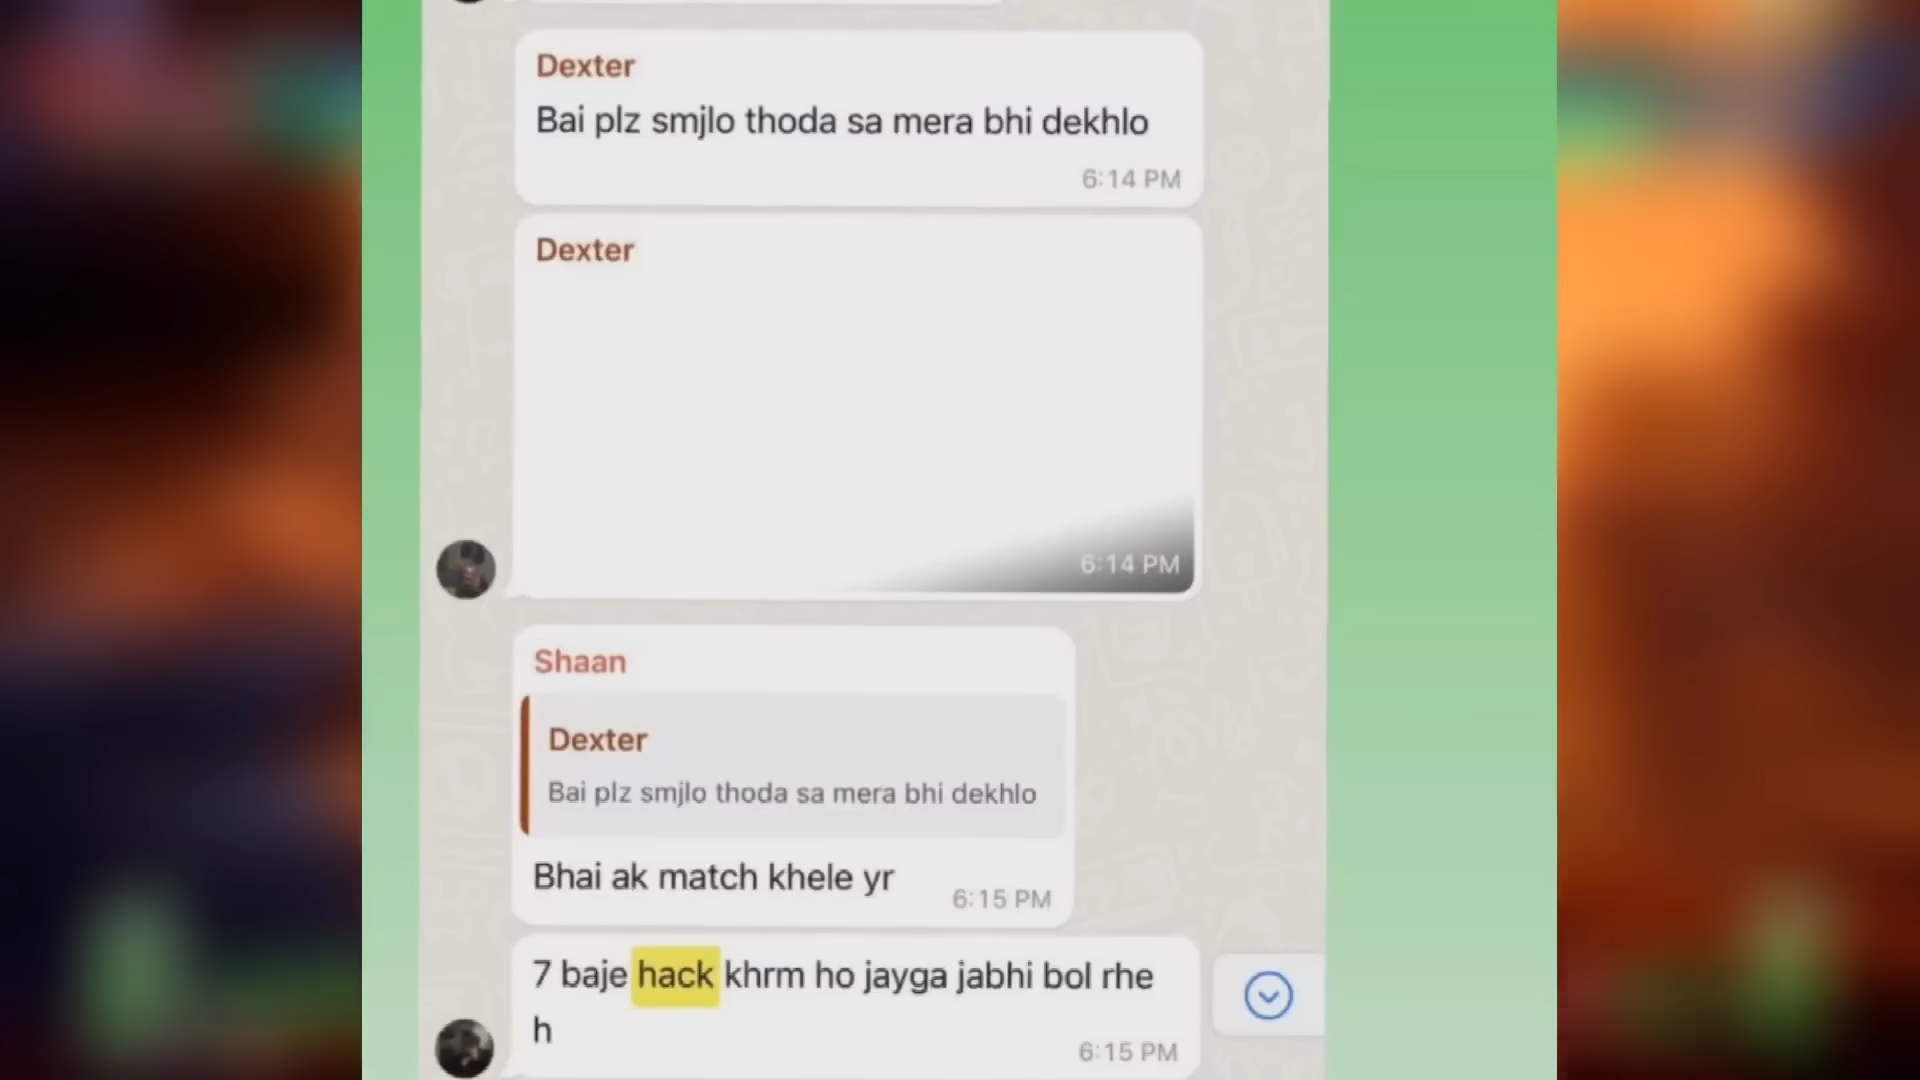 Dexter
Bai plz smjlo thoda sa mera bhi dekhlo
6:14 PM
Dexter
6:14 PM
Shaan
Dexter
Bai plz smjlo thoda sa mera bhi dekhlo
Bhai ak match khele yr
6:15 PM
7 baje hack khrm ho jayga jabhi bol rhe
h
6:15 PM